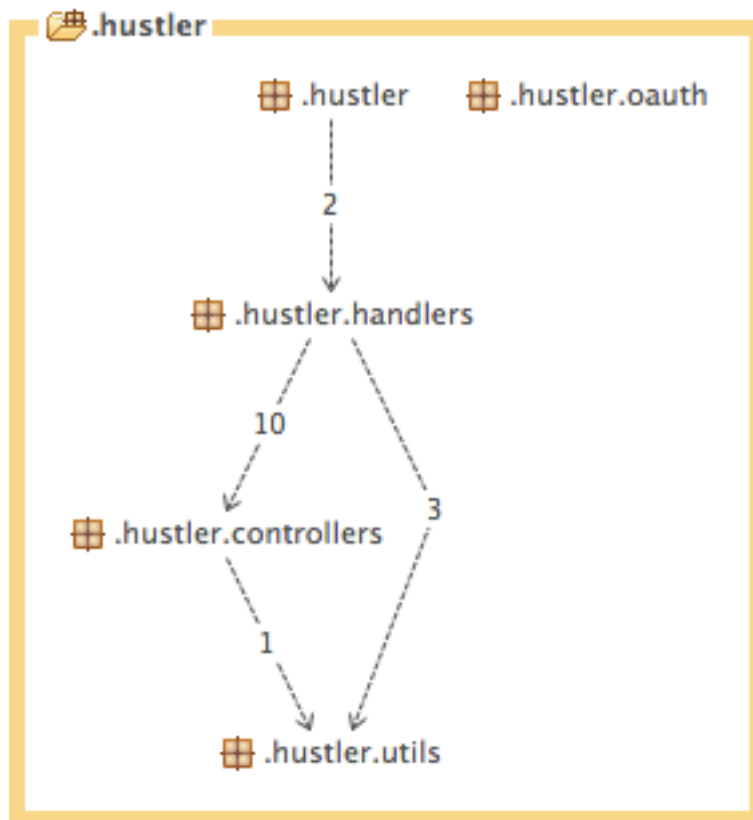 .hustler
.hustler .hustler.oauth
2
.hustler.handlers
10
3
.hustler.controllers
1
.hustler.utils